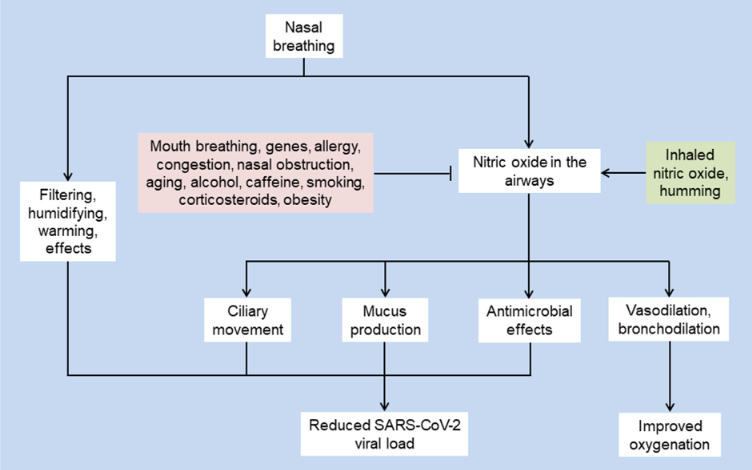 Nasal
breathing
Mouth breathing, genes, allergy,
congestion, nasal obstruction,
aging, alcohol, caffeine, smoking,
corticosteroids, obesity
Nitric oxide in the
airways
Inhaled
nitric oxide,
humming
Filtering,
humidifying,
warming,
effects
Ciliary
movement
Mucus
production
Antimicrobial
effects
Vasodilation,
bronchodilation
Reduced SARS-CoV-2
viral load
Improved
oxygenation